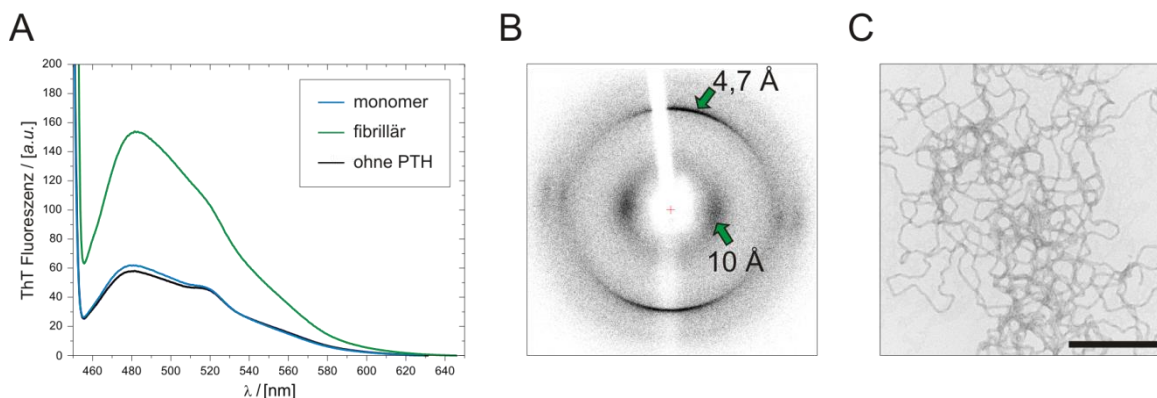 A
B
C
ThT Fluoreszenz / [a.u.]
200
180
160
140
120
100
80
60
40
20
0
monomer
fibrillär
ohne PTH
460 480 500 520 540 560 580 600 620 640
λ / [nm]
4,7 Å
10 Å